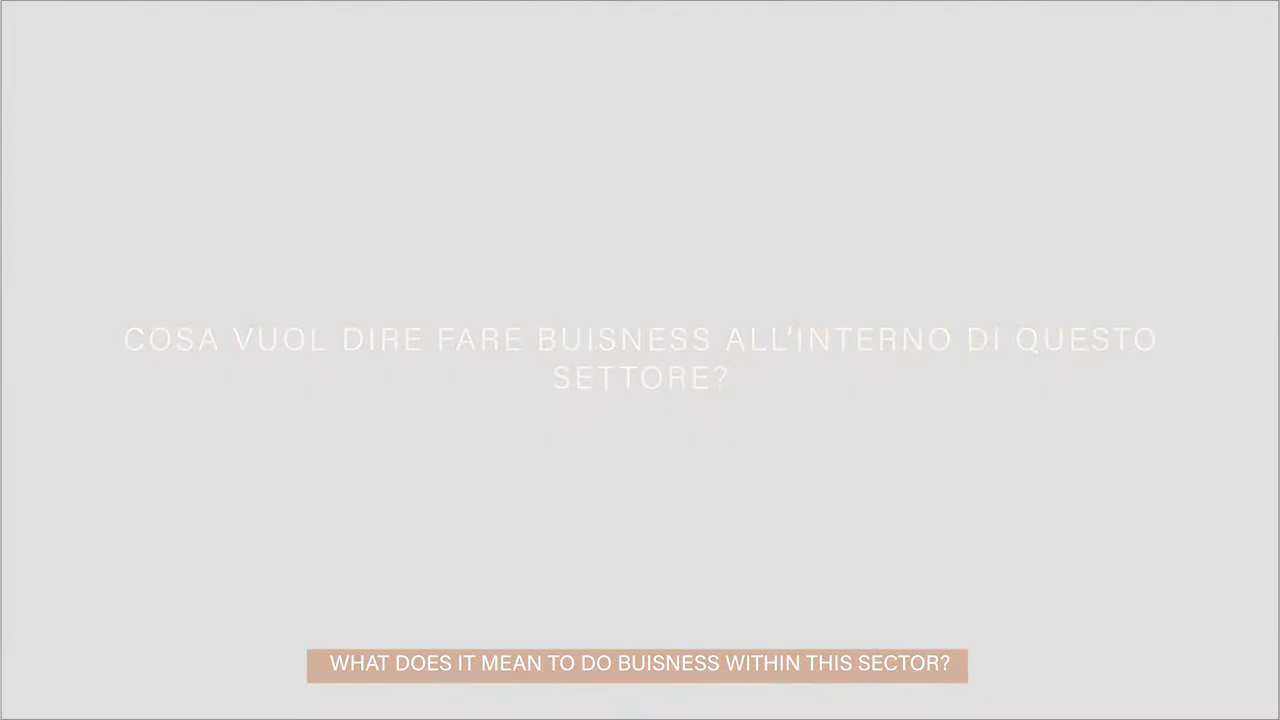 COSA VUOL DIRE FARE BUISNESS ALL'INTERNO DI QUESTO
SETTORE?
WHAT DOES IT MEAN TO DO BUISNESS WITHIN THIS SECTOR?